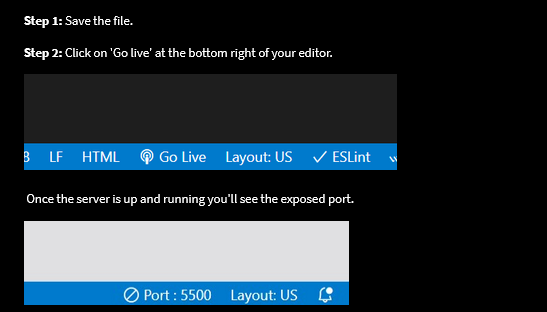 Step 1: Save the file.
Step 2: Click on 'Go live' at the bottom right of your editor.
LF HTML Go Live Layout: US ESLint
Once the server is up and running you'll see the exposed port.
Port : 5500 Layout: US